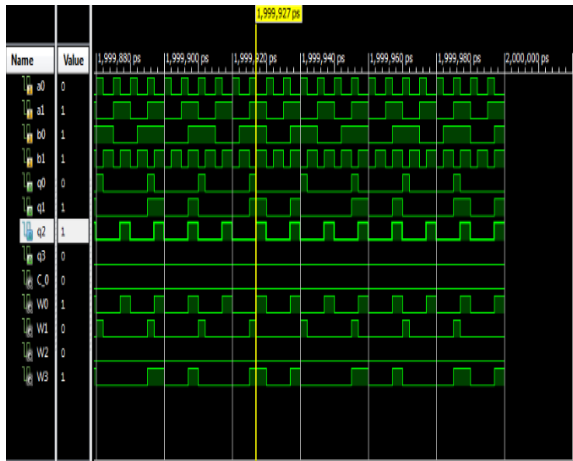 1,999,927 ps
Name Value 1,999,880 ps 1,999,900 ps 1,999,920 ps 1,999,940 ps 1,999,960 ps 1,999,980 ps 2,000,000 ps
a0 0
a1 1
b0 1
b1 1
q0 0
q1 1
q2 1
q3 0
C_0 0
W0 1
W1 0
W2 0
W3 1